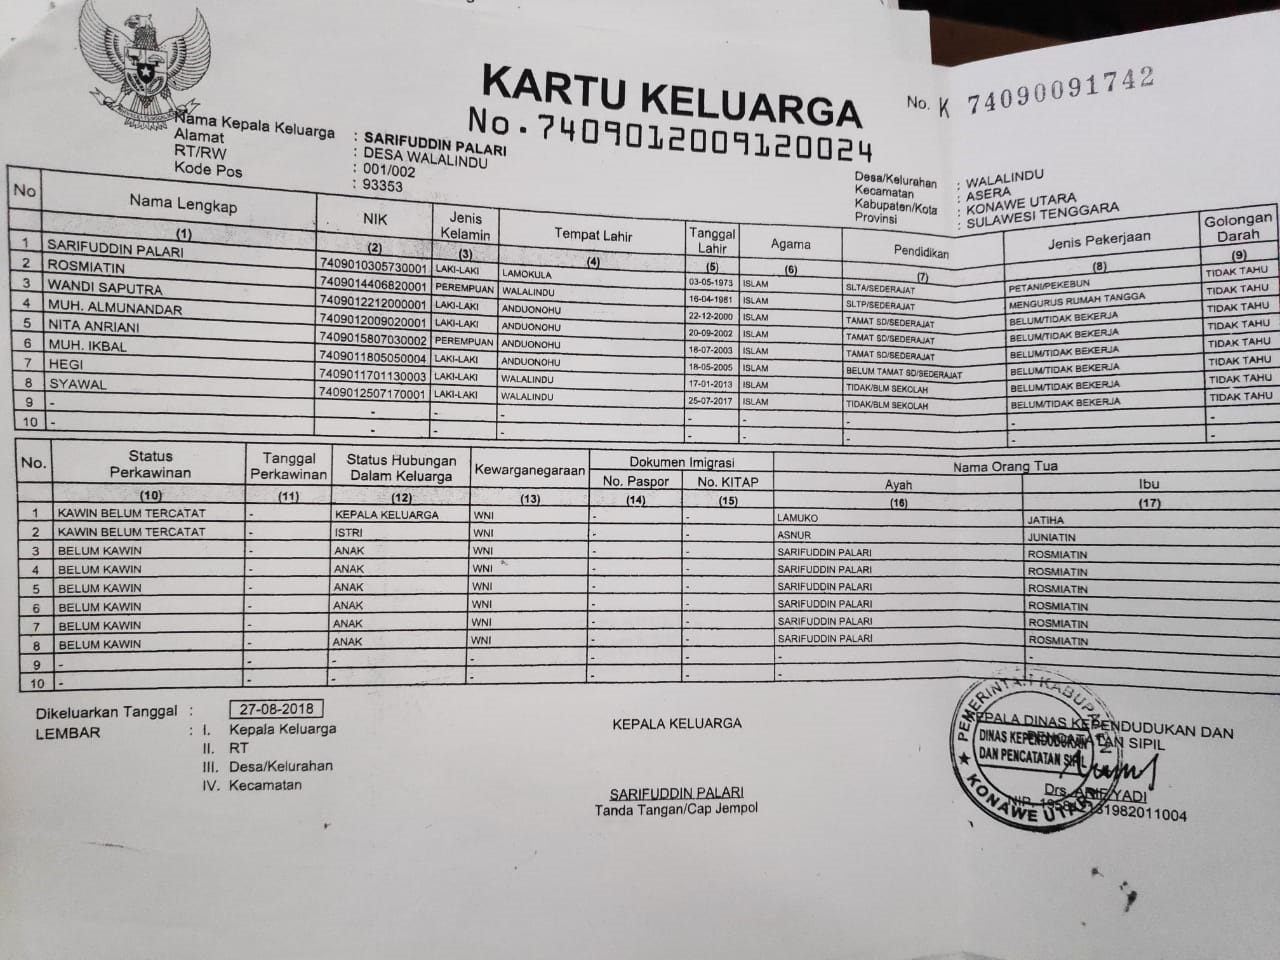 KARTU KELUARGA
No. 7409012009120024
No. K 74090091742
Nama Kepala Keluarga : SARIFUDDIN PALARI
Alamat : DESA WALALINDU
RT/RW : 001/002
Kode Pos : 93353
Desa/Kelurahan : WALALINDU
Kecamatan : ASERA
Kabupaten/Kota : KONAWE UTARA
Provinsi : SULAWESI TENGGARA
No Nama Lengkap NIK Jenis Kelamin Tempat Lahir Tanggal Lahir Agama Pendidikan Jenis Pekerjaan Golongan Darah
(1) (2) (3) (4) (5) (6) (7) (8) (9)
1 SARIFUDDIN PALARI 7409010305730001 LAKI-LAKI LAMOKULA 03-05-1973 ISLAM SLTA/SEDERAJAT PETANI/PEKEBUN TIDAK TAHU
2 ROSMIATIN 7409014406820001 PEREMPUAN WALALINDU 16-04-1981 ISLAM SLTP/SEDERAJAT MENGURUS RUMAH TANGGA TIDAK TAHU
3 WANDI SAPUTRA 7409012212000001 LAKI-LAKI ANDUONOHU 22-12-2000 ISLAM TAMAT SD/SEDERAJAT BELUM/TIDAK BEKERJA TIDAK TAHU
4 MUH. ALMUNANDAR 7409012009020001 LAKI-LAKI ANDUONOHU 20-09-2002 ISLAM TAMAT SD/SEDERAJAT BELUM/TIDAK BEKERJA TIDAK TAHU
5 NITA ANRIANI 7409015807030002 PEREMPUAN ANDUONOHU 18-07-2003 ISLAM TAMAT SD/SEDERAJAT BELUM/TIDAK BEKERJA TIDAK TAHU
6 MUH. IKBAL 7409011805050004 LAKI-LAKI ANDUONOHU 18-05-2005 ISLAM BELUM TAMAT SD/SEDERAJAT BELUM/TIDAK BEKERJA TIDAK TAHU
7 HEGI 7409011701130003 LAKI-LAKI WALALINDU 17-01-2013 ISLAM TIDAK/BLM SEKOLAH BELUM/TIDAK BEKERJA TIDAK TAHU
8 SYAWAL 7409012507170001 LAKI-LAKI WALALINDU 25-07-2017 ISLAM TIDAK/BLM SEKOLAH BELUM/TIDAK BEKERJA TIDAK TAHU
9 - - - - - - - - -
10 - - - - - - - - -
No. Status Perkawinan Tanggal Perkawinan Status Hubungan Dalam Keluarga Kewarganegaraan Dokumen Imigrasi Nama Orang Tua
No. Paspor No. KITAP Ayah Ibu
(10) (11) (12) (13) (14) (15) (16) (17)
1 KAWIN BELUM TERCATAT - KEPALA KELUARGA WNI - - LAMUKO JATIHA
2 KAWIN BELUM TERCATAT - ISTRI WNI - - ASNUR JUNIATIN
3 BELUM KAWIN - ANAK WNI - - SARIFUDDIN PALARI ROSMIATIN
4 BELUM KAWIN - ANAK WNI - - SARIFUDDIN PALARI ROSMIATIN
5 BELUM KAWIN - ANAK WNI - - SARIFUDDIN PALARI ROSMIATIN
6 BELUM KAWIN - ANAK WNI - - SARIFUDDIN PALARI ROSMIATIN
7 BELUM KAWIN - ANAK WNI - - SARIFUDDIN PALARI ROSMIATIN
8 BELUM KAWIN - ANAK WNI - - SARIFUDDIN PALARI ROSMIATIN
9 - - - - - - - -
10 - - - - - - - -
Dikeluarkan Tanggal : 27-08-2018
LEMBAR : I. Kepala Keluarga
II. RT
III. Desa/Kelurahan
IV. Kecamatan
KEPALA KELUARGA
SARIFUDDIN PALARI
Tanda Tangan/Cap Jempol
KEPALA DINAS KEPENDUDUKAN DAN
PENCATATAN SIPIL
Drs. ARIF YADI
NIP.
PEMERINTAH KABUPATEN
DINAS KEPENDUDUKAN
DAN PENCATATAN SIPIL
KONAWE UTARA